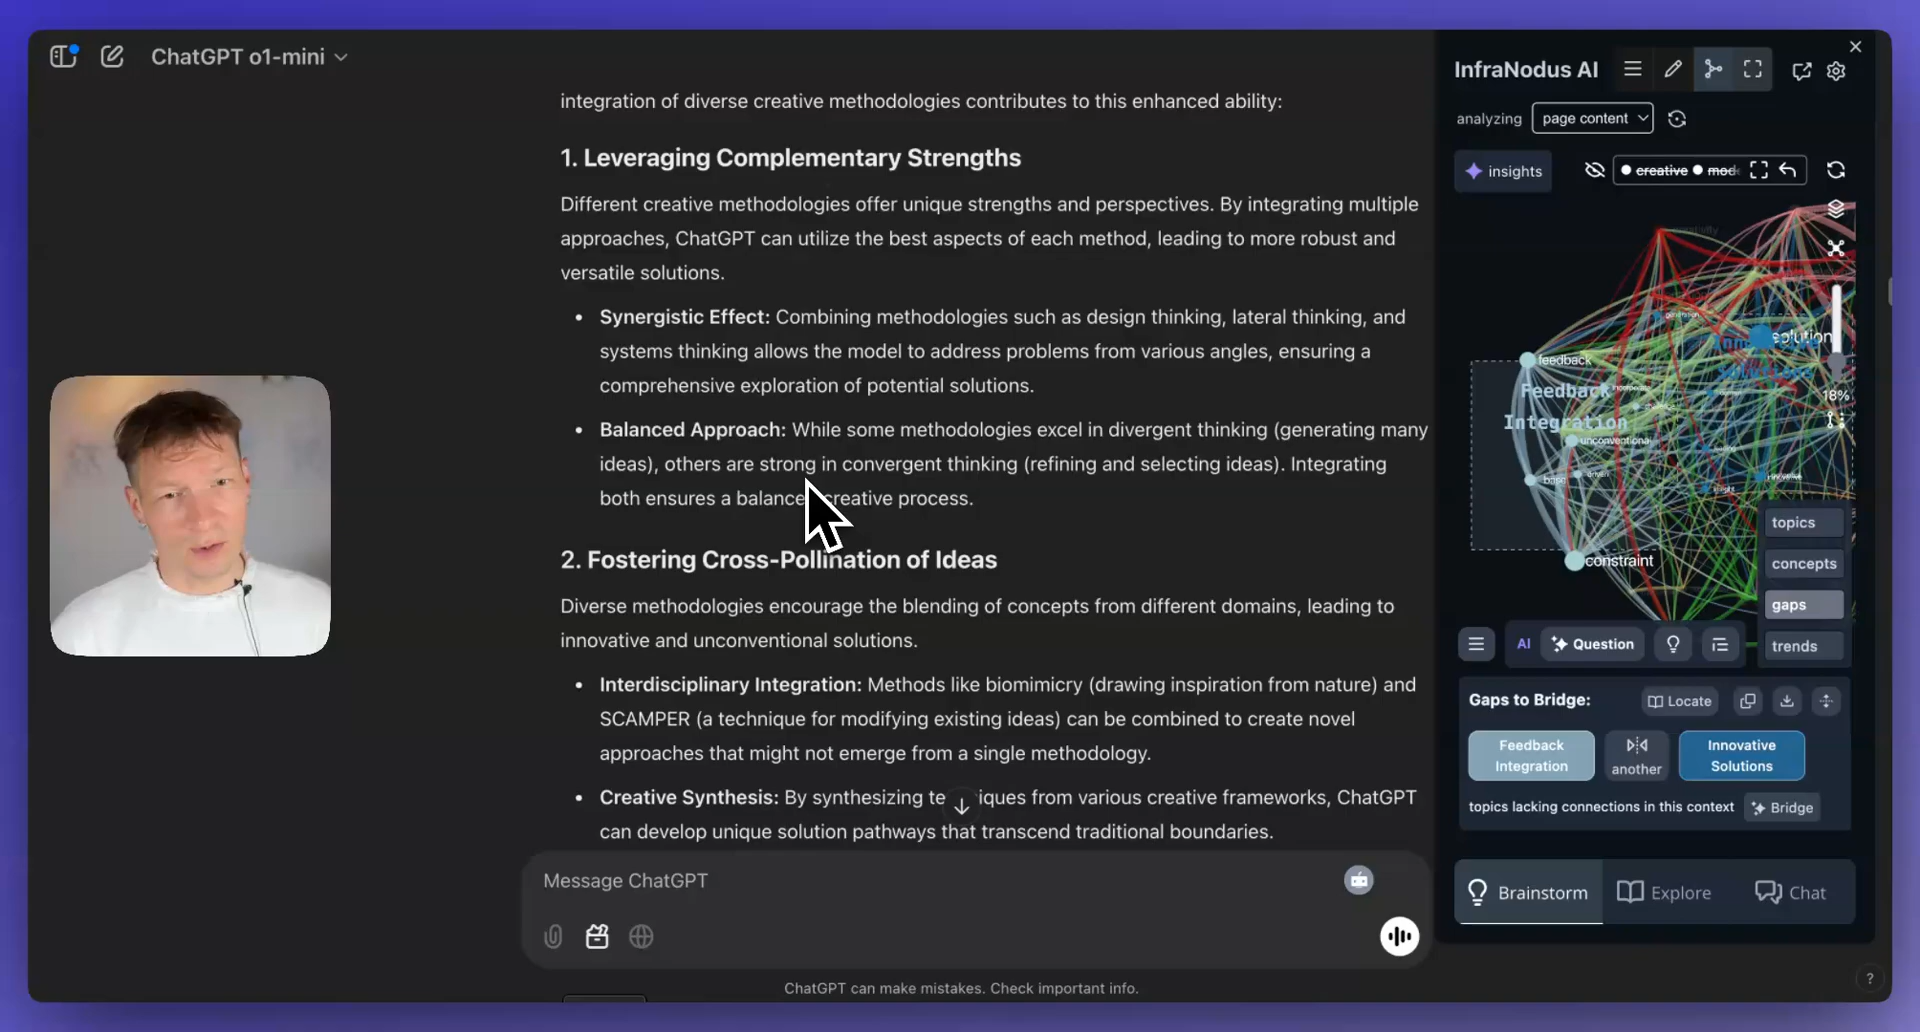 ChatGPT o1-mini
integration of diverse creative methodologies contributes to this enhanced ability:
1. Leveraging Complementary Strengths
Different creative methodologies offer unique strengths and perspectives. By integrating multiple
approaches, ChatGPT can utilize the best aspects of each method, leading to more robust and
versatile solutions.
• Synergistic Effect: Combining methodologies such as design thinking, lateral thinking, and
systems thinking allows the model to address problems from various angles, ensuring a
comprehensive exploration of potential solutions.
• Balanced Approach: While some methodologies excel in divergent thinking (generating many
ideas), others are strong in convergent thinking (refining and selecting ideas). Integrating
both ensures a balance creative process.
2. Fostering Cross-Pollination of Ideas
Diverse methodologies encourage the blending of concepts from different domains, leading to
innovative and unconventional solutions.
• Interdisciplinary Integration: Methods like biomimicry (drawing inspiration from nature) and
SCAMPER (a technique for modifying existing ideas) can be combined to create novel
approaches that might not emerge from a single methodology.
• Creative Synthesis: By synthesizing te iques from various creative frameworks, ChatGPT
can develop unique solution pathways that transcend traditional boundaries.
Message ChatGPT
ChatGPT can make mistakes. Check important info.
InfraNodus AI
analyzing page content
insights
creative mod
solution
Innovative
Solutions
feedback
Feedback
Integration
unconventional
base
constraint
18%
topics
concepts
gaps
trends
AI Question
Gaps to Bridge: Locate
Feedback
Integration
another
Innovative
Solutions
topics lacking connections in this context Bridge
Brainstorm Explore Chat
?